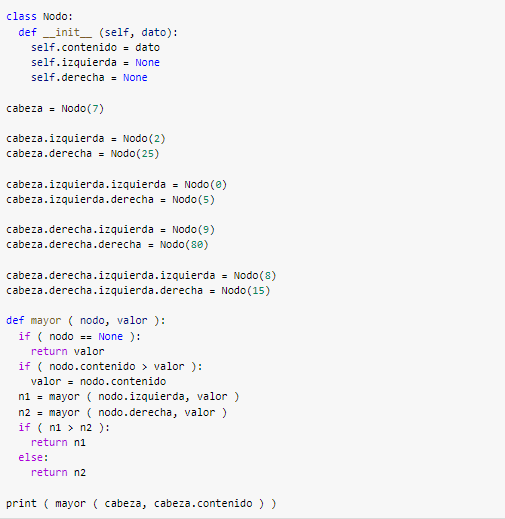 class Nodo:
  def __init__ (self, dato):
    self.contenido = dato
    self.izquierda = None
    self.derecha = None

cabeza = Nodo(7)

cabeza.izquierda = Nodo(2)
cabeza.derecha = Nodo(25)

cabeza.izquierda.izquierda = Nodo(0)
cabeza.izquierda.derecha = Nodo(5)

cabeza.derecha.izquierda = Nodo(9)
cabeza.derecha.derecha = Nodo(80)

cabeza.derecha.izquierda.izquierda = Nodo(8)
cabeza.derecha.izquierda.derecha = Nodo(15)

def mayor ( nodo, valor ):
  if ( nodo == None ):
    return valor
  if ( nodo.contenido > valor ):
    valor = nodo.contenido
  n1 = mayor ( nodo.izquierda, valor )
  n2 = mayor ( nodo.derecha, valor )
  if ( n1 > n2 ):
    return n1
  else:
    return n2

print ( mayor ( cabeza, cabeza.contenido ) )